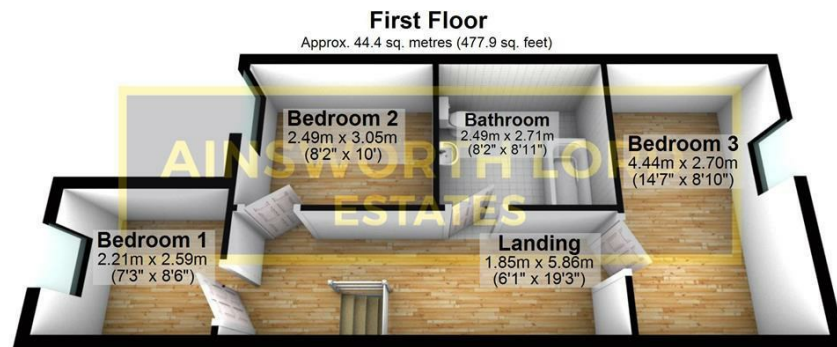 First Floor
Approx. 44.4 sq. metres (477.9 sq. feet)
Bedroom 2
2.49m x 3.05m
(8'2" x 10')
Bathroom
2.49m x 2.71m
(8'2" x 8'11")
Bedroom 3
4.44m x 2.70m
(14'7" x 8'10")
AINSWORTH LORD
ESTATES
Bedroom 1
2.21m x 2.59m
(7'3" x 8'6")
Landing
1.85m x 5.86m
(6'1" x 19'3")